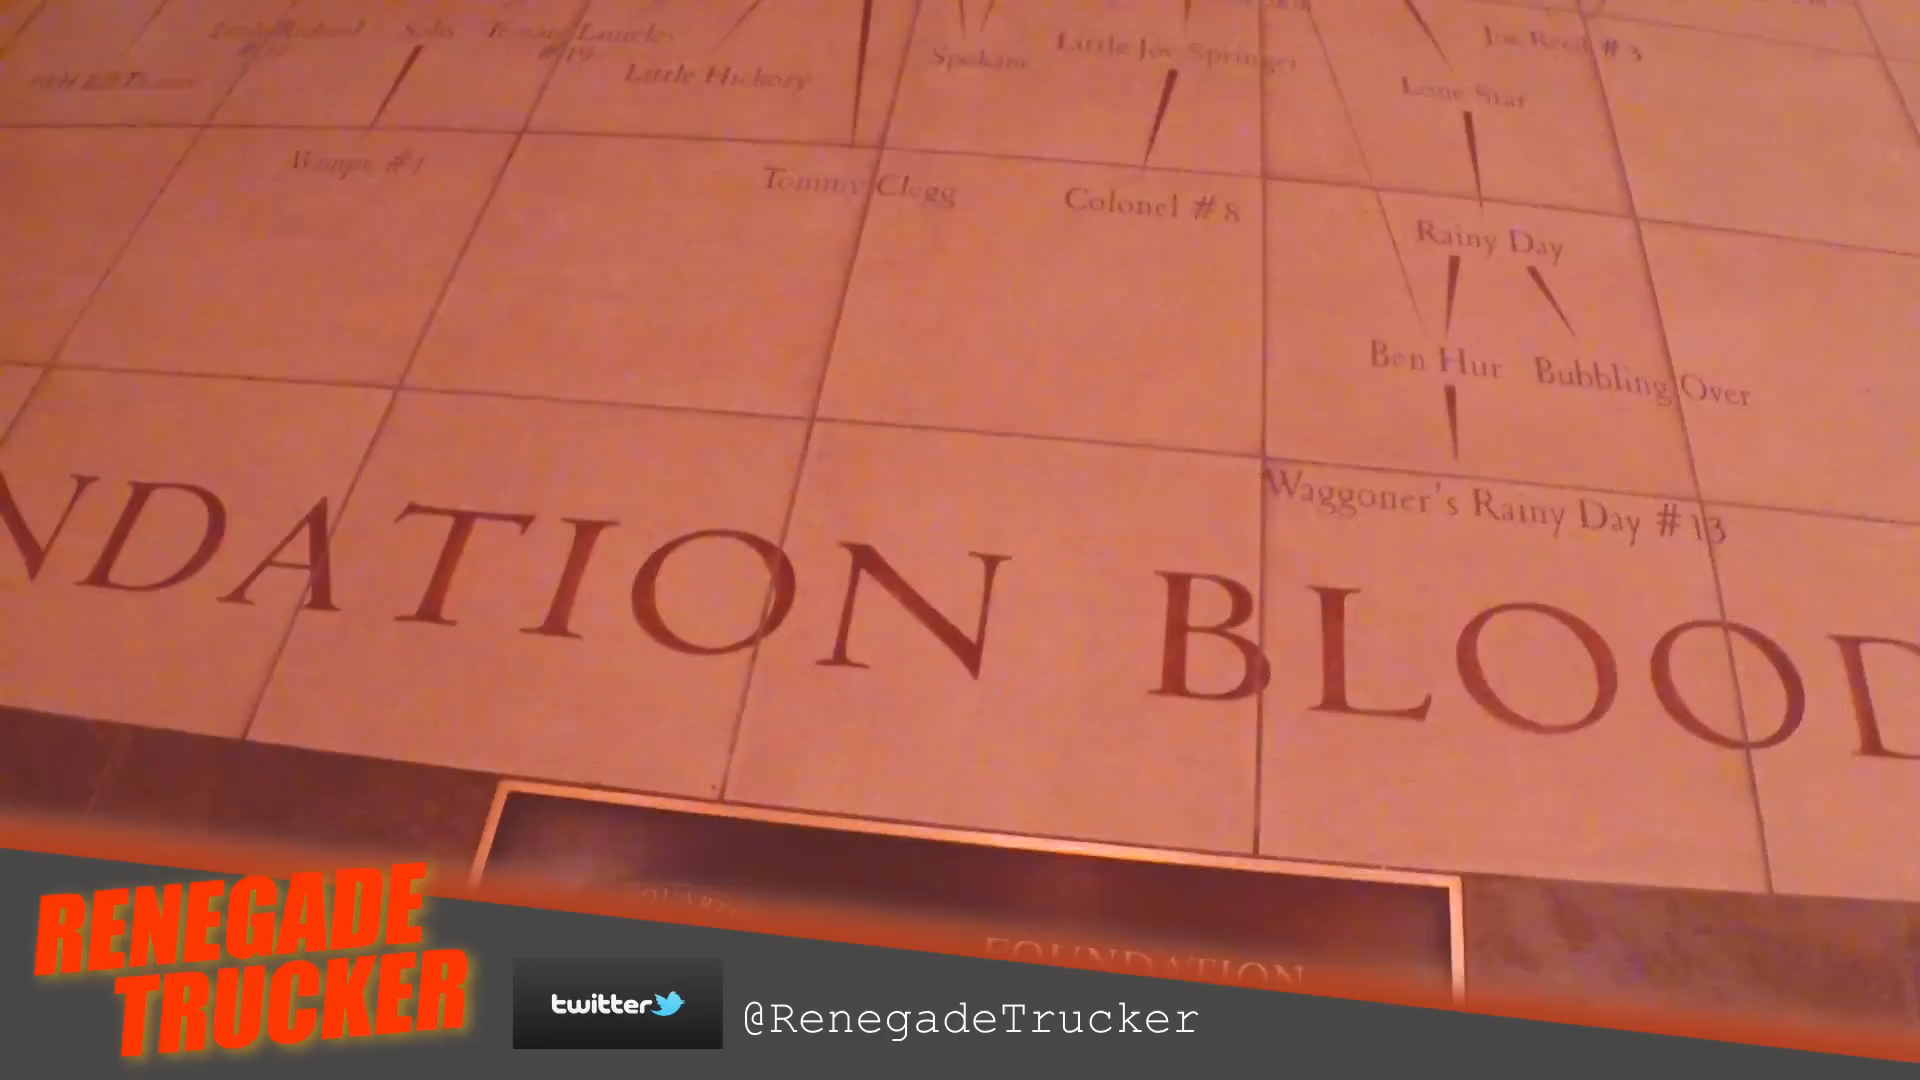 Joe Reed # 3
Little Joe Springer
Spokane
Little Hickory
Lone Star
Tommy Clegg
Colonel # 8
Rainy Day
Ben Hur
Bubbling Over
Waggoner's Rainy Day # 13
NDATION BLOOD
FOUNDATION
RENEGADE
TRUCKER
twitter
@RenegadeTrucker